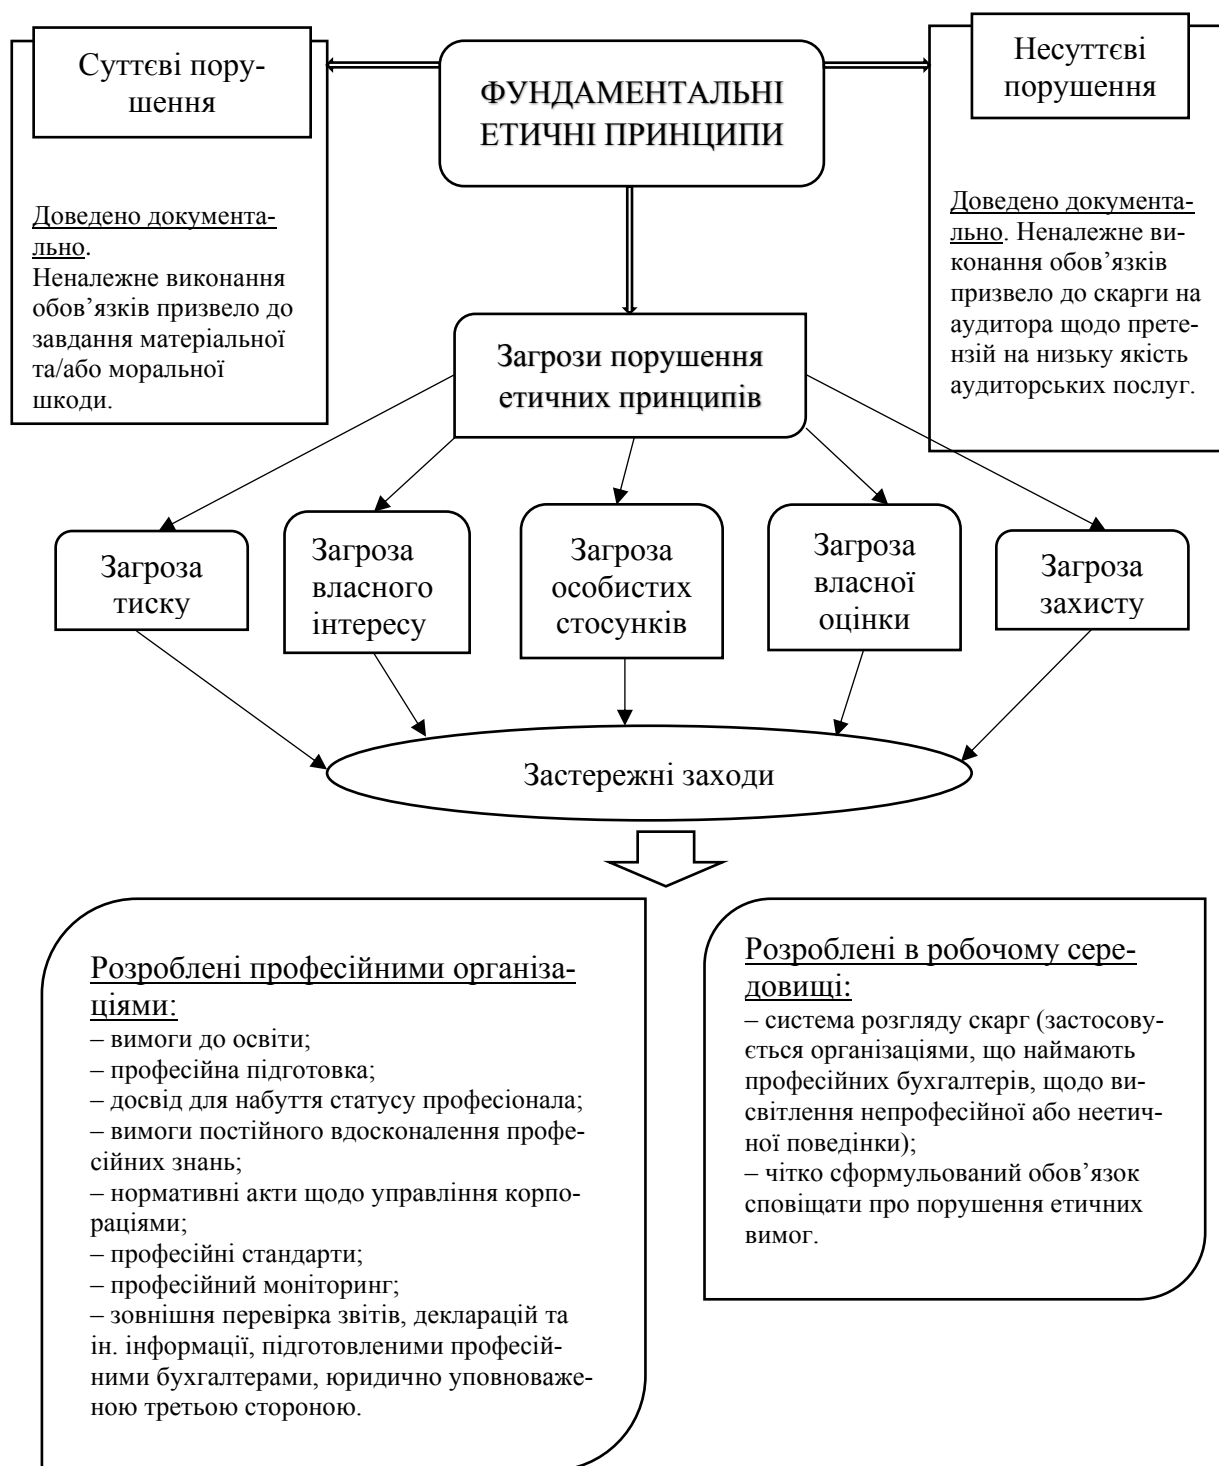 Суттєві пору-
шення
ФУНДАМЕНТАЛЬНІ
ЕТИЧНІ ПРИНЦИПИ
Несуттєві
порушення
Доведено документа-
льно.
Неналежне виконання
обов’язків призвело до
завдання матеріальної
та/або моральної
шкоди.
Доведено документа-
льно. Неналежне ви-
конання обов’язків
призвело до скарги на
аудитора щодо прете-
нзій на низьку якість
аудиторських послуг.
Загрози порушення
етичних принципів
Загроза
тиску
Загроза
власного
інтересу
Загроза
особистих
стосунків
Загроза
власної
оцінки
Загроза
захисту
Застережні заходи
Розроблені професійними організа-
ціями:
– вимоги до освіти;
– професійна підготовка;
– досвід для набуття статусу професіонала;
– вимоги постійного вдосконалення профе-
сійних знань;
– нормативні акти щодо управління корпо-
раціями;
– професійні стандарти;
– професійний моніторинг;
– зовнішня перевірка звітів, декларацій та
ін. інформації, підготовленими професій-
ними бухгалтерами, юридично уповноваже-
ною третьою стороною.
Розроблені в робочому сере-
довищі:
– система розгляду скарг (застосову-
ється організаціями, що наймають
професійних бухгалтерів, щодо ви-
світлення непрофесійної або неетич-
ної поведінки);
– чітко сформульований обов’язок
сповіщати про порушення етичних
вимог.